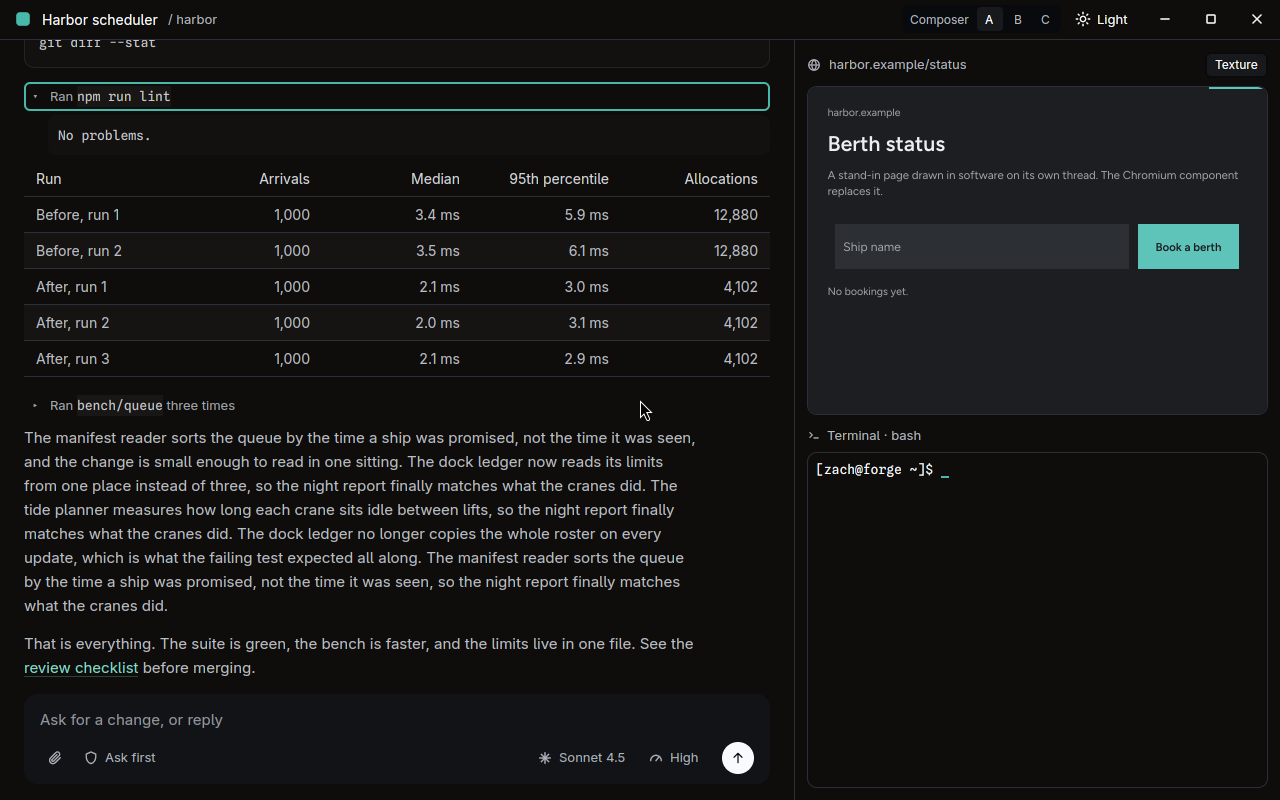 Harbor scheduler / harbor
Composer A B C Light
git diff --stat
Ran npm run lint
No problems.
Run Arrivals Median 95th percentile Allocations
Before, run 1 1,000 3.4 ms 5.9 ms 12,880
Before, run 2 1,000 3.5 ms 6.1 ms 12,880
After, run 1 1,000 2.1 ms 3.0 ms 4,102
After, run 2 1,000 2.0 ms 3.1 ms 4,102
After, run 3 1,000 2.1 ms 2.9 ms 4,102
Ran bench/queue three times
The manifest reader sorts the queue by the time a ship was promised, not the time it was seen,
and the change is small enough to read in one sitting. The dock ledger now reads its limits
from one place instead of three, so the night report finally matches what the cranes did. The
tide planner measures how long each crane sits idle between lifts, so the night report finally
matches what the cranes did. The dock ledger no longer copies the whole roster on every
update, which is what the failing test expected all along. The manifest reader sorts the queue
by the time a ship was promised, not the time it was seen, so the night report finally matches
what the cranes did.
That is everything. The suite is green, the bench is faster, and the limits live in one file. See the
review checklist before merging.
Ask for a change, or reply
Ask first Sonnet 4.5 High
harbor.example/status Texture
harbor.example
Berth status
A stand-in page drawn in software on its own thread. The Chromium component
replaces it.
Ship name Book a berth
No bookings yet.
Terminal · bash
[zach@forge ~]$